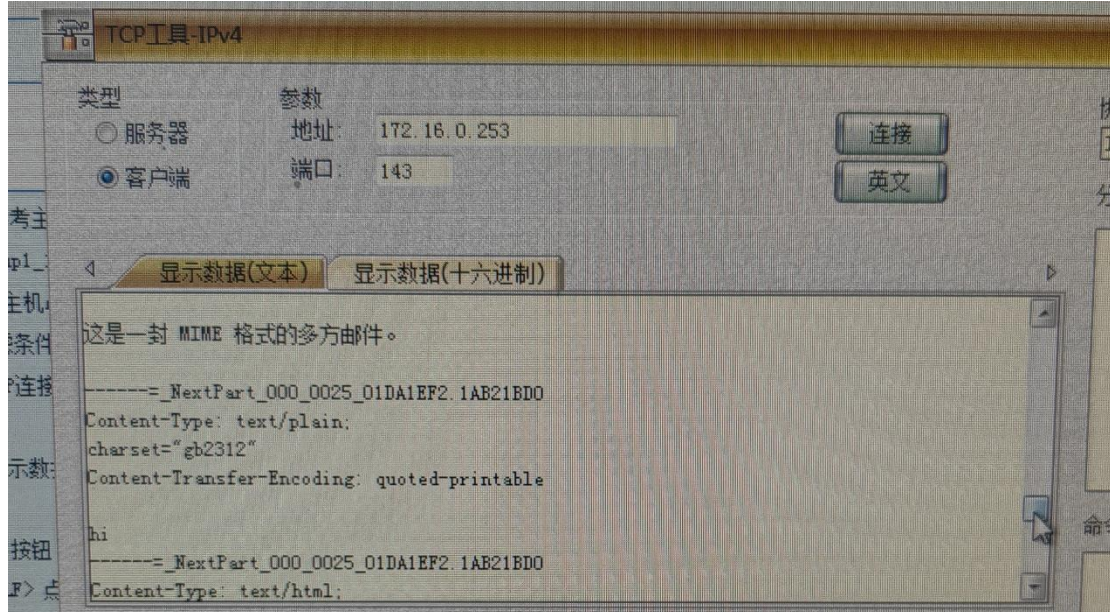 TCP工具-IPv4
类型
参数
服务器
地址:
172.16.0.253
连接
客户端
端口:
143
英文
显示数据(文本)
显示数据(十六进制)
这是一封 MIME 格式的多方邮件。
------=_NextPart_000_0025_01DA1EF2.1AB21BD0
Content-Type: text/plain;
charset="gb2312"
Content-Transfer-Encoding: quoted-printable
hi
------=_NextPart_000_0025_01DA1EF2.1AB21BD0
Content-Type: text/html;
考主
主机
条件
连接
示数
按钮
F> 点